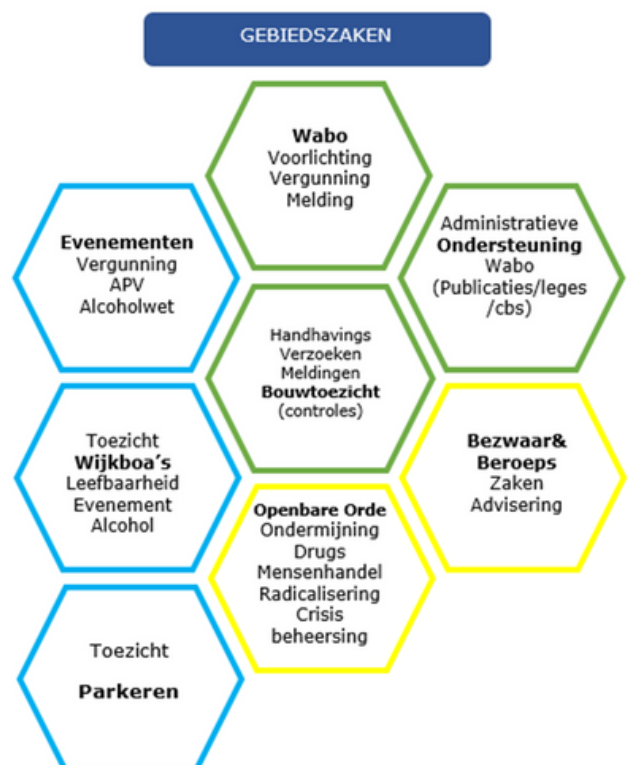 GEBIEDSZAKEN
Wabo
Voorlichting
Vergunning
Melding
Evenementen
Vergunning
APV
Alcoholwet
Administratieve
Ondersteuning
Wabo
(Publicaties/leges
/cbs)
Handhavings
Verzoeken
Meldingen
Bouwtoezicht
(controles)
Toezicht
Wijkboa´s
Leefbaarheid
Evenement
Alcohol
Bezwaar&
Beroeps
Zaken
Advisering
Openbare Orde
Ondermijning
Drugs
Mensenhandel
Radicalisering
Crisis
beheersing
Toezicht
Parkeren